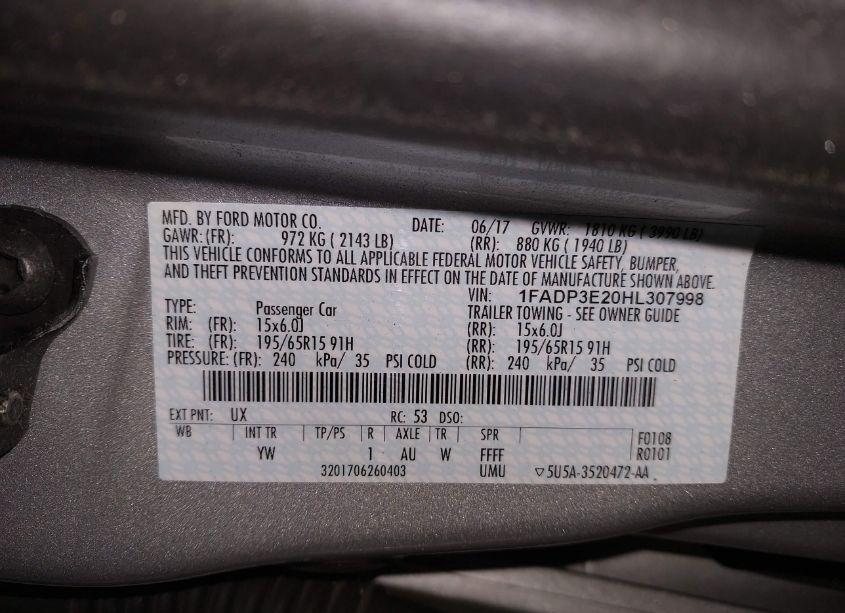 MFD. BY FORD MOTOR CO. DATE: 06/17 GVWR: 1810 KG ( 3990 LB)
GAWR: (FR): 972 KG ( 2143 LB) (RR): 880 KG ( 1940 LB)
THIS VEHICLE CONFORMS TO ALL APPLICABLE FEDERAL MOTOR VEHICLE SAFETY, BUMPER,
AND THEFT PREVENTION STANDARDS IN EFFECT ON THE DATE OF MANUFACTURE SHOWN ABOVE.
VIN: 1FADP3E20HL307998
TYPE: Passenger Car TRAILER TOWING - SEE OWNER GUIDE
RIM: (FR): 15x6.0J (RR): 15x6.0J
TIRE: (FR): 195/65R15 91H (RR): 195/65R15 91H
PRESSURE: (FR): 240 kPa/ 35 PSI COLD (RR): 240 kPa/ 35 PSI COLD
EXT PNT: UX RC: 53 DSO:
WB INT TR TP/PS R AXLE TR SPR F0108
YW 1 AU W FFFF R0101
3201706260403 UMU ▽5U5A-3520472-AA